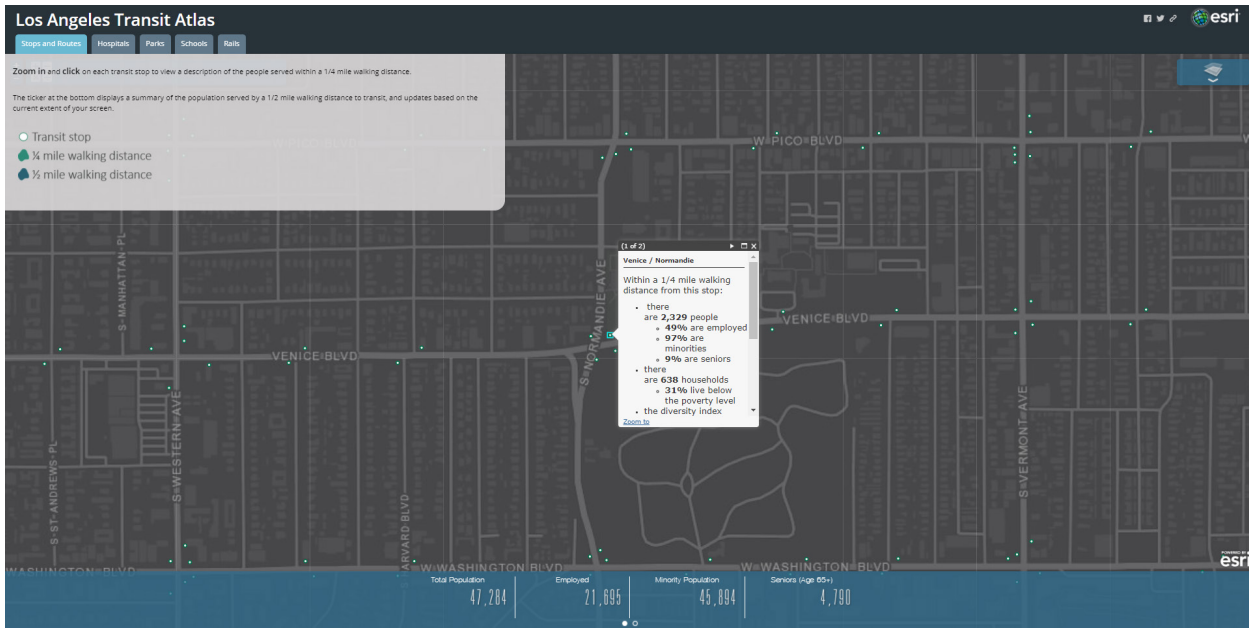 Los Angeles Transit Atlas
esri
Stops and Routes
Hospitals
Parks
Schools
Rails
Zoom in and click on each transit stop to view a description of the people served within a 1/4 mile walking distance.
The ticker at the bottom displays a summary of the population served by a 1/2 mile walking distance to transit, and updates based on the
current extent of your screen.
Transit stop
¼ mile walking distance
½ mile walking distance
W PICO BLVD
S MANHATTAN PL
S NORMANDIE AVE
(1 of 2)
Venice / Normandie
Within a 1/4 mile walking
distance from this stop:
there
are 2,329 people
49% are employed
97% are
minorities
9% are seniors
there
are 638 households
31% live below
the poverty level
the diversity index
Zoom to
VENICE BLVD
VENICE BLVD
S WESTERN AVE
S VERMONT AVE
S ST ANDREWS PL
ARVARD BLVD
WASHINGTON BLVD
W WASHINGTON BLVD
W WASHINGTON BLVD
POWERED BY
esri
Total Population
47,284
Employed
21,695
Minority Population
45,894
Seniors (Age 65+)
4,790